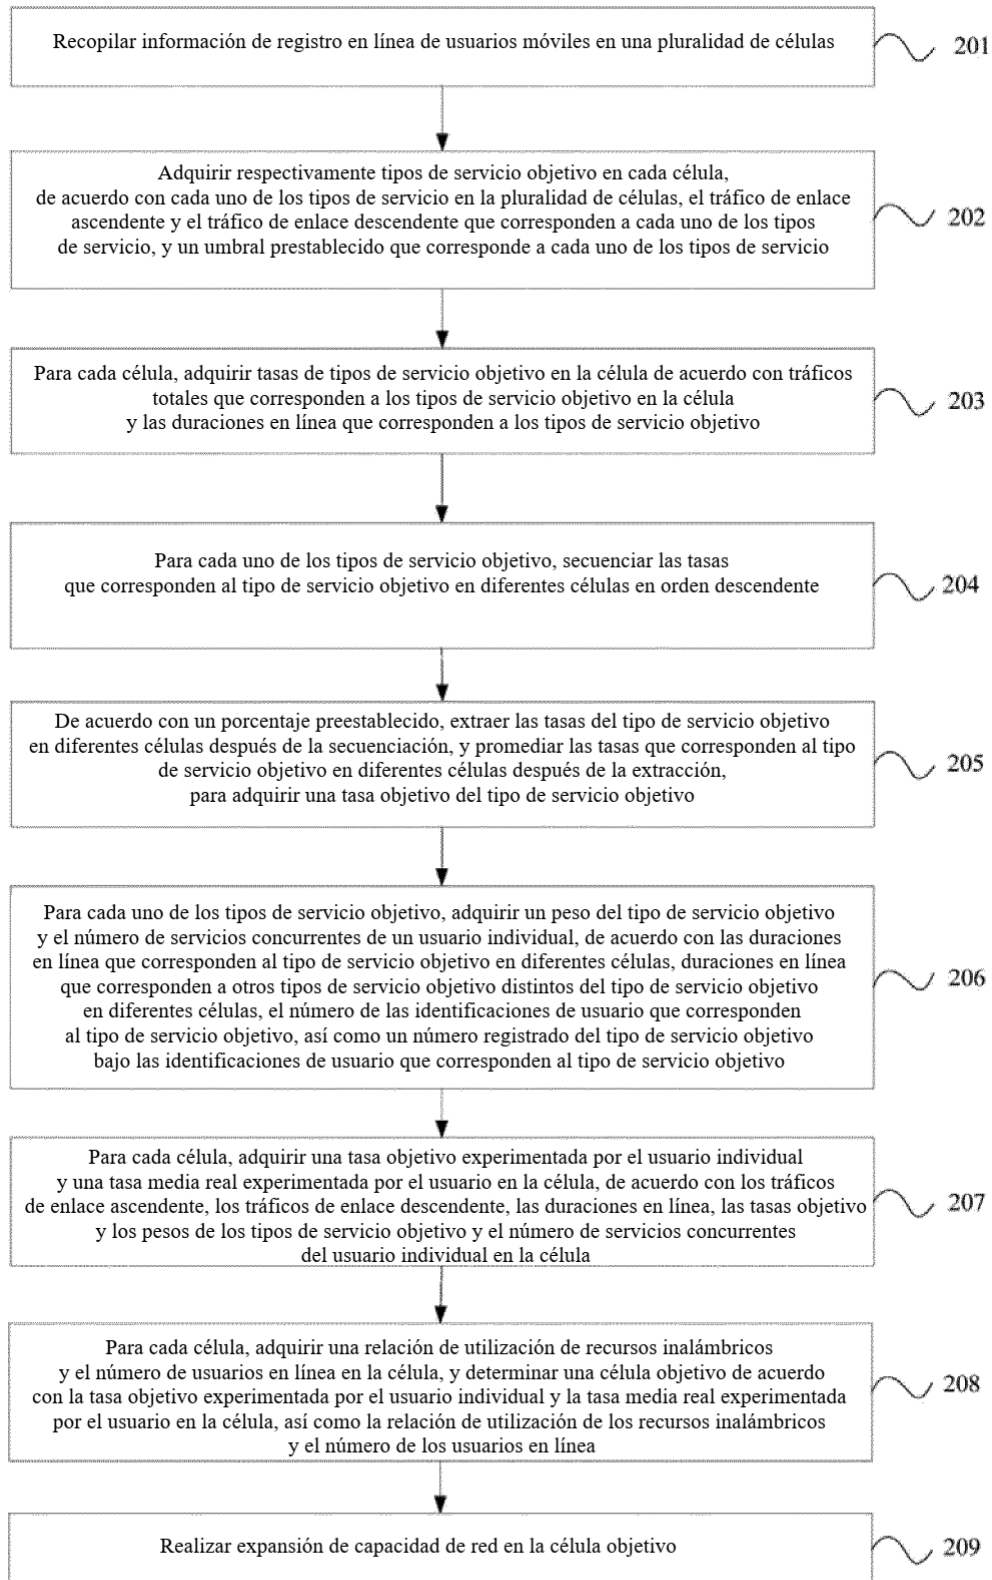 Recopilar información de registro en línea de usuarios móviles en una pluralidad de células
201
Adquirir respectivamente tipos de servicio objetivo en cada célula,
de acuerdo con cada uno de los tipos de servicio en la pluralidad de células, el tráfico de enlace
ascendente y el tráfico de enlace descendente que corresponden a cada uno de los tipos
de servicio, y un umbral prestablecido que corresponde a cada uno de los tipos de servicio
202
Para cada célula, adquirir tasas de tipos de servicio objetivo en la célula de acuerdo con tráficos
totales que corresponden a los tipos de servicio objetivo en la célula
y las duraciones en línea que corresponden a los tipos de servicio objetivo
203
Para cada uno de los tipos de servicio objetivo, secuenciar las tasas
que corresponden al tipo de servicio objetivo en diferentes células en orden descendente
204
De acuerdo con un porcentaje preestablecido, extraer las tasas del tipo de servicio objetivo
en diferentes células después de la secuenciación, y promediar las tasas que corresponden al tipo
de servicio objetivo en diferentes células después de la extracción,
para adquirir una tasa objetivo del tipo de servicio objetivo
205
Para cada uno de los tipos de servicio objetivo, adquirir un peso del tipo de servicio objetivo
y el número de servicios concurrentes de un usuario individual, de acuerdo con las duraciones
en línea que corresponden al tipo de servicio objetivo en diferentes células, duraciones en línea
que corresponden a otros tipos de servicio objetivo distintos del tipo de servicio objetivo
en diferentes células, el número de las identificaciones de usuario que corresponden
al tipo de servicio objetivo, así como un número registrado del tipo de servicio objetivo
bajo las identificaciones de usuario que corresponden al tipo de servicio objetivo
206
Para cada célula, adquirir una tasa objetivo experimentada por el usuario individual
y una tasa media real experimentada por el usuario en la célula, de acuerdo con los tráficos
de enlace ascendente, los tráficos de enlace descendente, las duraciones en línea, las tasas objetivo
y los pesos de los tipos de servicio objetivo y el número de servicios concurrentes
del usuario individual en la célula
207
Para cada célula, adquirir una relación de utilización de recursos inalámbricos
y el número de usuarios en línea en la célula, y determinar una célula objetivo de acuerdo
con la tasa objetivo experimentada por el usuario individual y la tasa media real experimentada
por el usuario en la célula, así como la relación de utilización de los recursos inalámbricos
y el número de los usuarios en línea
208
Realizar expansión de capacidad de red en la célula objetivo
209